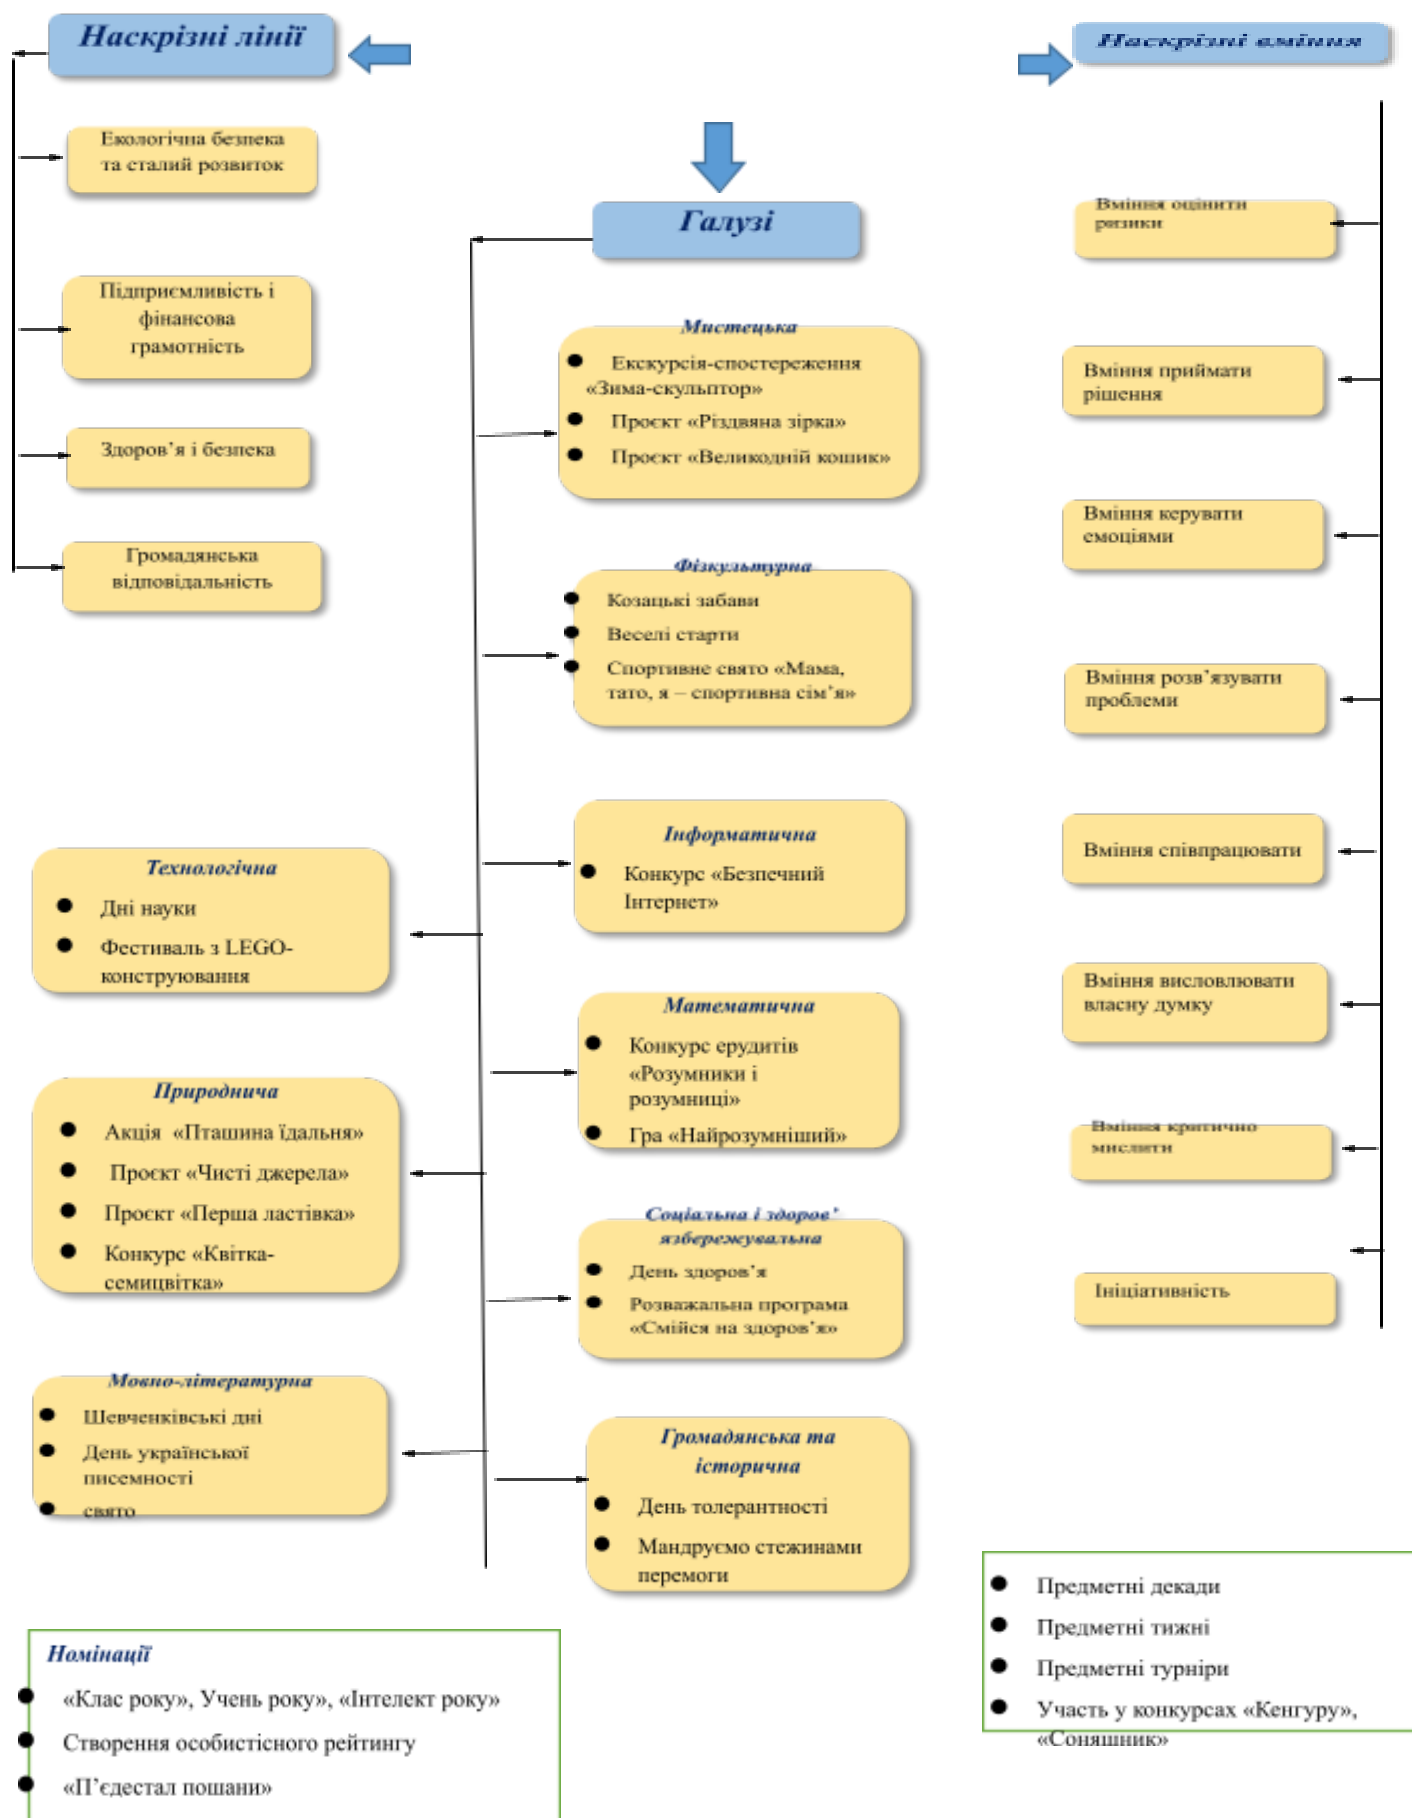 Наскрізні лінії
Екологічна безпека
та сталий розвиток
Підприємливість і
фінансова
грамотність
Здоров’я і безпека
Громадянська
відповідальність
Галузі
Мистецька
Екскурсія-спостереження
«Зима-скульптор»
Проєкт «Різдвяна зірка»
Проєкт «Великодній кошик»
Фізкультурна
Козацькі забави
Веселі старти
Спортивне свято «Мама,
тато, я – спортивна сім’я»
Інформатична
Конкурс «Безпечний
Інтернет»
Математична
Конкурс ерудитів
«Розумники і
розумниці»
Гра «Найрозумніший»
Соціальна і здоров’
язбережувальна
День здоров’я
Розважальна програма
«Смійся на здоров’я»
Громадянська та
історична
День толерантності
Мандруємо стежинами
перемоги
Технологічна
Дні науки
Фестиваль з LEGO-
конструювання
Природнича
Акція «Пташина їдальня»
Проєкт «Чисті джерела»
Проєкт «Перша ластівка»
Конкурс «Квітка-
семицвітка»
Мовно-літературна
Шевченківські дні
День української
писемності
свято
Наскрізні вміння
Вміння оцінити
ризики
Вміння приймати
рішення
Вміння керувати
емоціями
Вміння розв’язувати
проблеми
Вміння співпрацювати
Вміння висловлювати
власну думку
Вміння критично
мислити
Ініціативність
Номінації
«Клас року», Учень року», «Інтелект року»
Створення особистісного рейтингу
«П’єдестал пошани»
Предметні декади
Предметні тижні
Предметні турніри
Участь у конкурсах «Кенгуру»,
«Соняшник»